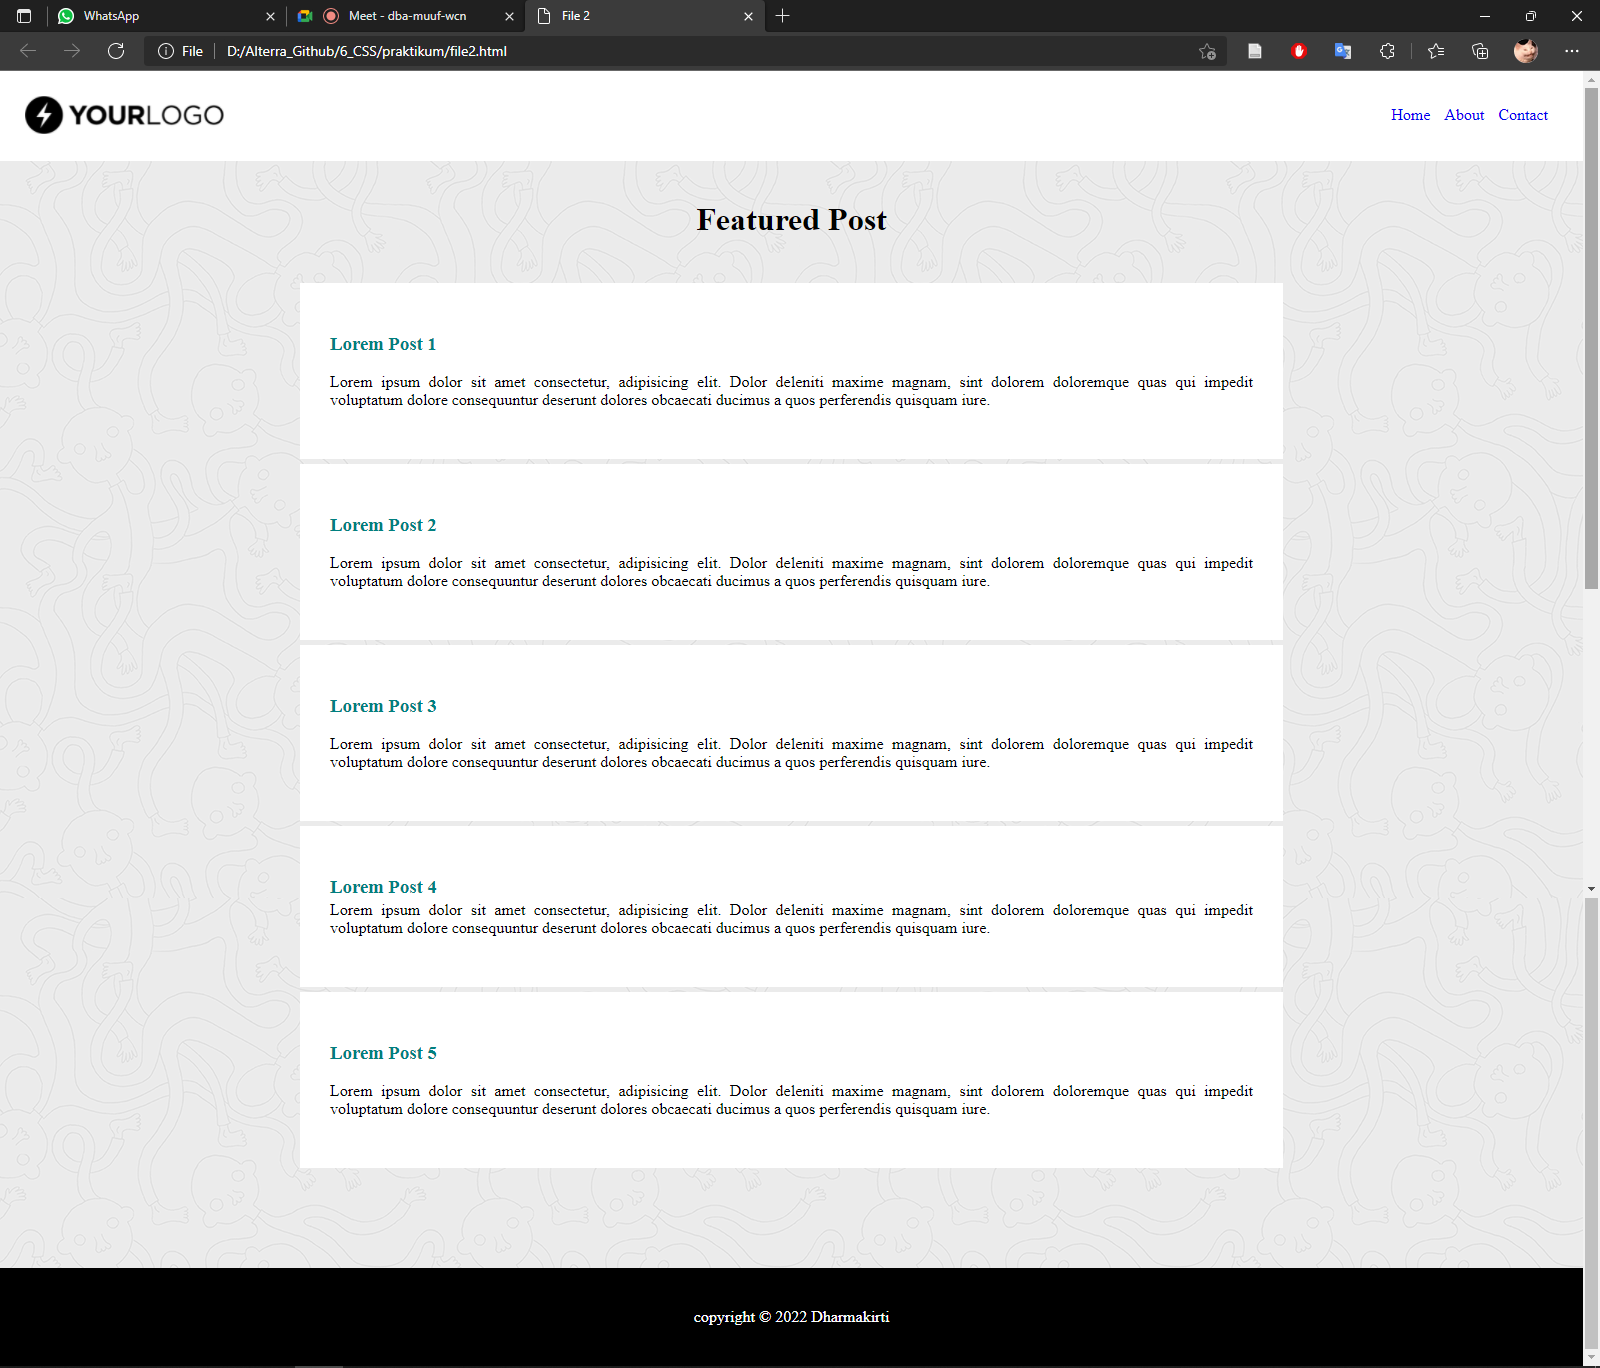 WhatsApp
Meet - dba-muuf-wcn
File 2
File
D:/Alterra_Github/6_CSS/praktikum/file2.html
YOURLOGO
Home About Contact
Featured Post
Lorem Post 1
Lorem ipsum dolor sit amet consectetur, adipisicing elit. Dolor deleniti maxime magnam, sint dolorem doloremque quas qui impedit
voluptatum dolore consequuntur deserunt dolores obcaecati ducimus a quos perferendis quisquam iure.
Lorem Post 2
Lorem ipsum dolor sit amet consectetur, adipisicing elit. Dolor deleniti maxime magnam, sint dolorem doloremque quas qui impedit
voluptatum dolore consequuntur deserunt dolores obcaecati ducimus a quos perferendis quisquam iure.
Lorem Post 3
Lorem ipsum dolor sit amet consectetur, adipisicing elit. Dolor deleniti maxime magnam, sint dolorem doloremque quas qui impedit
voluptatum dolore consequuntur deserunt dolores obcaecati ducimus a quos perferendis quisquam iure.
Lorem Post 4
Lorem ipsum dolor sit amet consectetur, adipisicing elit. Dolor deleniti maxime magnam, sint dolorem doloremque quas qui impedit
voluptatum dolore consequuntur deserunt dolores obcaecati ducimus a quos perferendis quisquam iure.
Lorem Post 5
Lorem ipsum dolor sit amet consectetur, adipisicing elit. Dolor deleniti maxime magnam, sint dolorem doloremque quas qui impedit
voluptatum dolore consequuntur deserunt dolores obcaecati ducimus a quos perferendis quisquam iure.
copyright © 2022 Dharmakirti